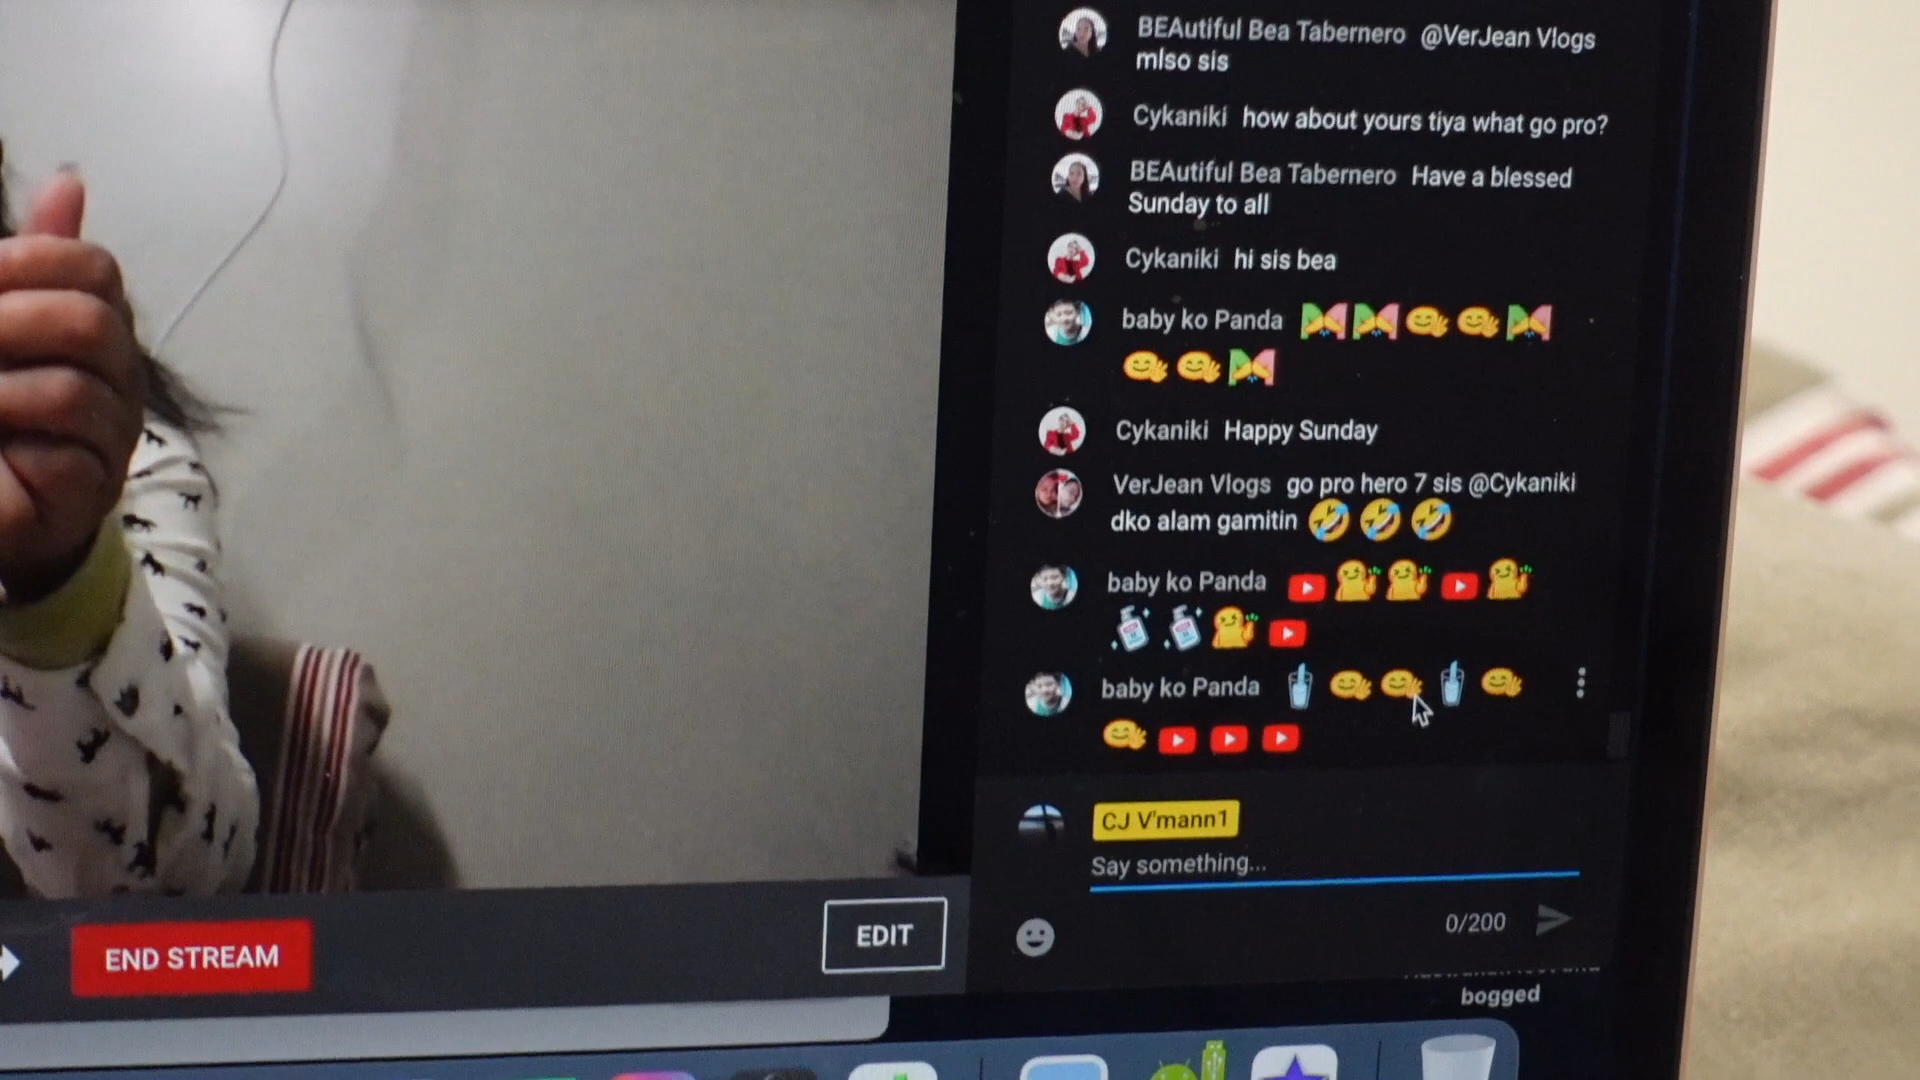 BEAutiful Bea Tabernero @VerJean Vlogs
mlso sis
Cykaniki how about yours tiya what go pro?
BEAutiful Bea Tabernero Have a blessed
Sunday to all
Cykaniki hi sis bea
baby ko Panda
Cykaniki Happy Sunday
VerJean Vlogs go pro hero 7 sis @Cykaniki
dko alam gamitin 🤣🤣🤣
baby ko Panda
baby ko Panda
CJ V'mann1
Say something...
0/200
END STREAM
EDIT
bogged